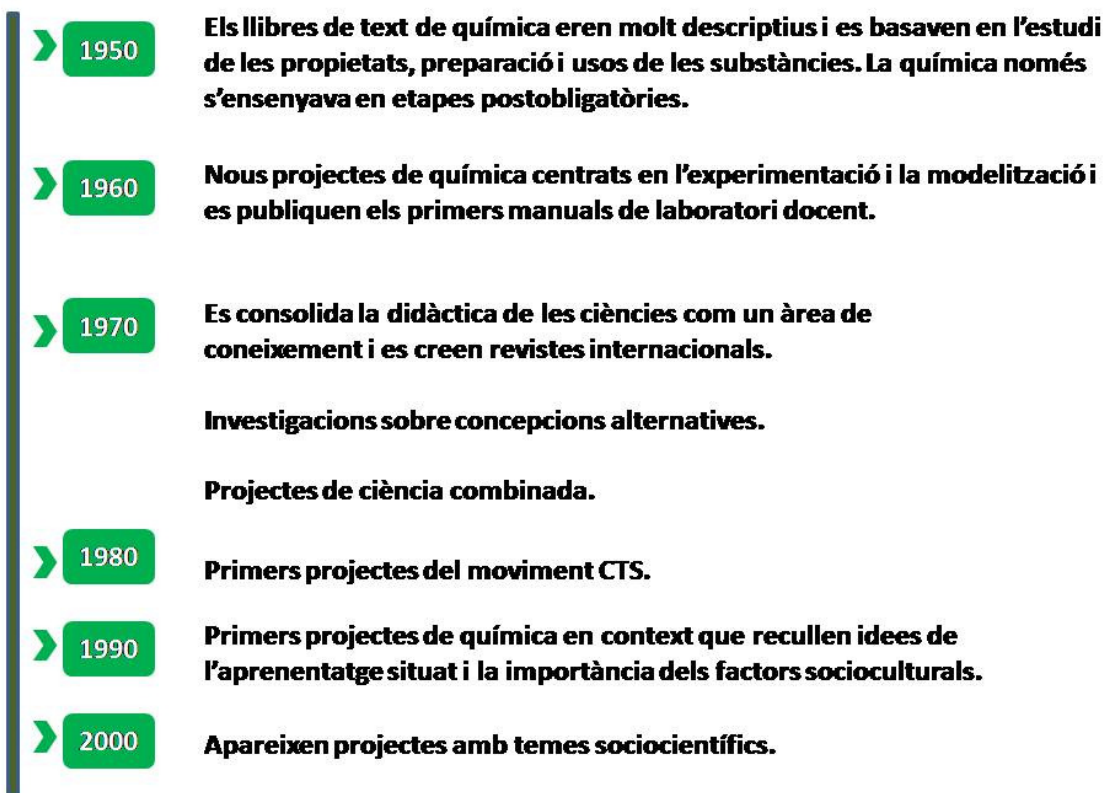 1950
Els llibres de text de química eren molt descriptius i es basaven en l’estudi
de les propietats, preparació i usos de les substàncies. La química només
s’ensenyava en etapes postobligatòries.
1960
Nous projectes de química centrats en l’experimentació i la modelització i
es publiquen els primers manuals de laboratori docent.
1970
Es consolida la didàctica de les ciències com un àrea de
coneixement i es creen revistes internacionals.
Investigacions sobre concepcions alternatives.
Projectes de ciència combinada.
1980
Primers projectes del moviment CTS.
1990
Primers projectes de química en context que recullen idees de
l’aprenentatge situat i la importància dels factors socioculturals.
2000
Apareixen projectes amb temes sociocientífics.